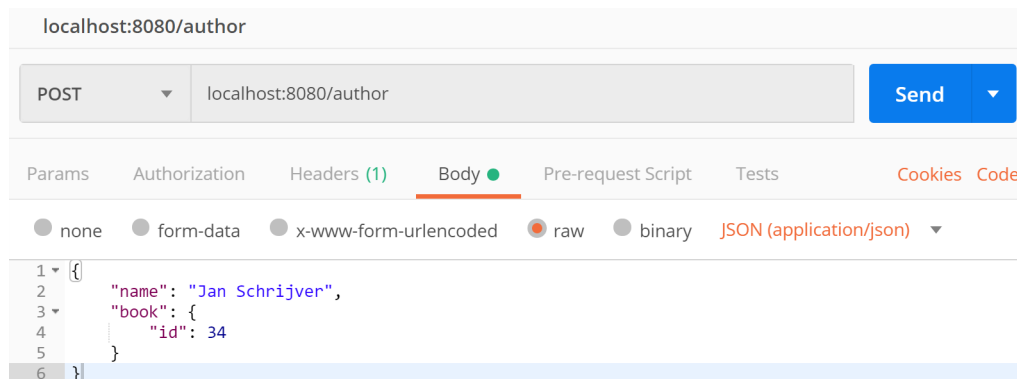 localhost:8080/author
POST localhost:8080/author Send
Params Authorization Headers (1) Body Pre-request Script Tests Cookies Code
none form-data x-www-form-urlencoded raw binary JSON (application/json)
1 {
2 "name": "Jan Schrijver",
3 "book": {
4 "id": 34
5 }
6 }